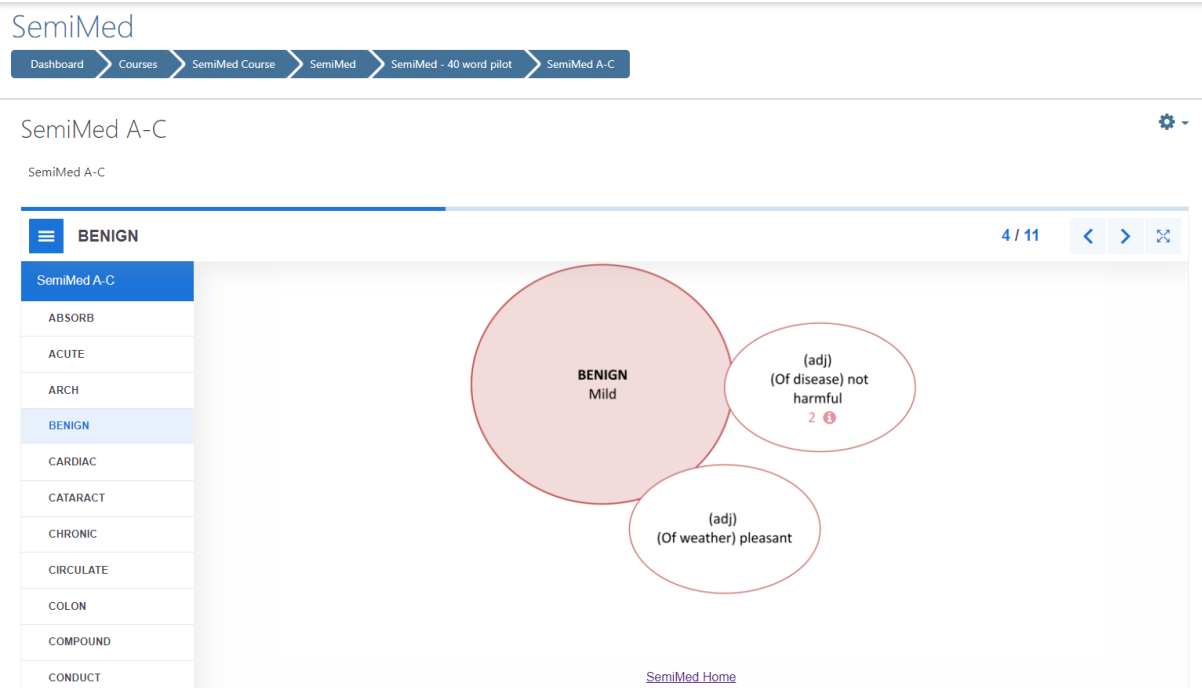 SemiMed
Dashboard
Courses
SemiMed Course
SemiMed
SemiMed - 40 word pilot
SemiMed A-C
SemiMed A-C
SemiMed A-C
BENIGN
4 / 11
SemiMed A-C
ABSORB
ACUTE
ARCH
BENIGN
CARDIAC
CATARACT
CHRONIC
CIRCULATE
COLON
COMPOUND
CONDUCT
BENIGN
Mild
(adj)
(Of disease) not
harmful
2
(adj)
(Of weather) pleasant
SemiMed Home